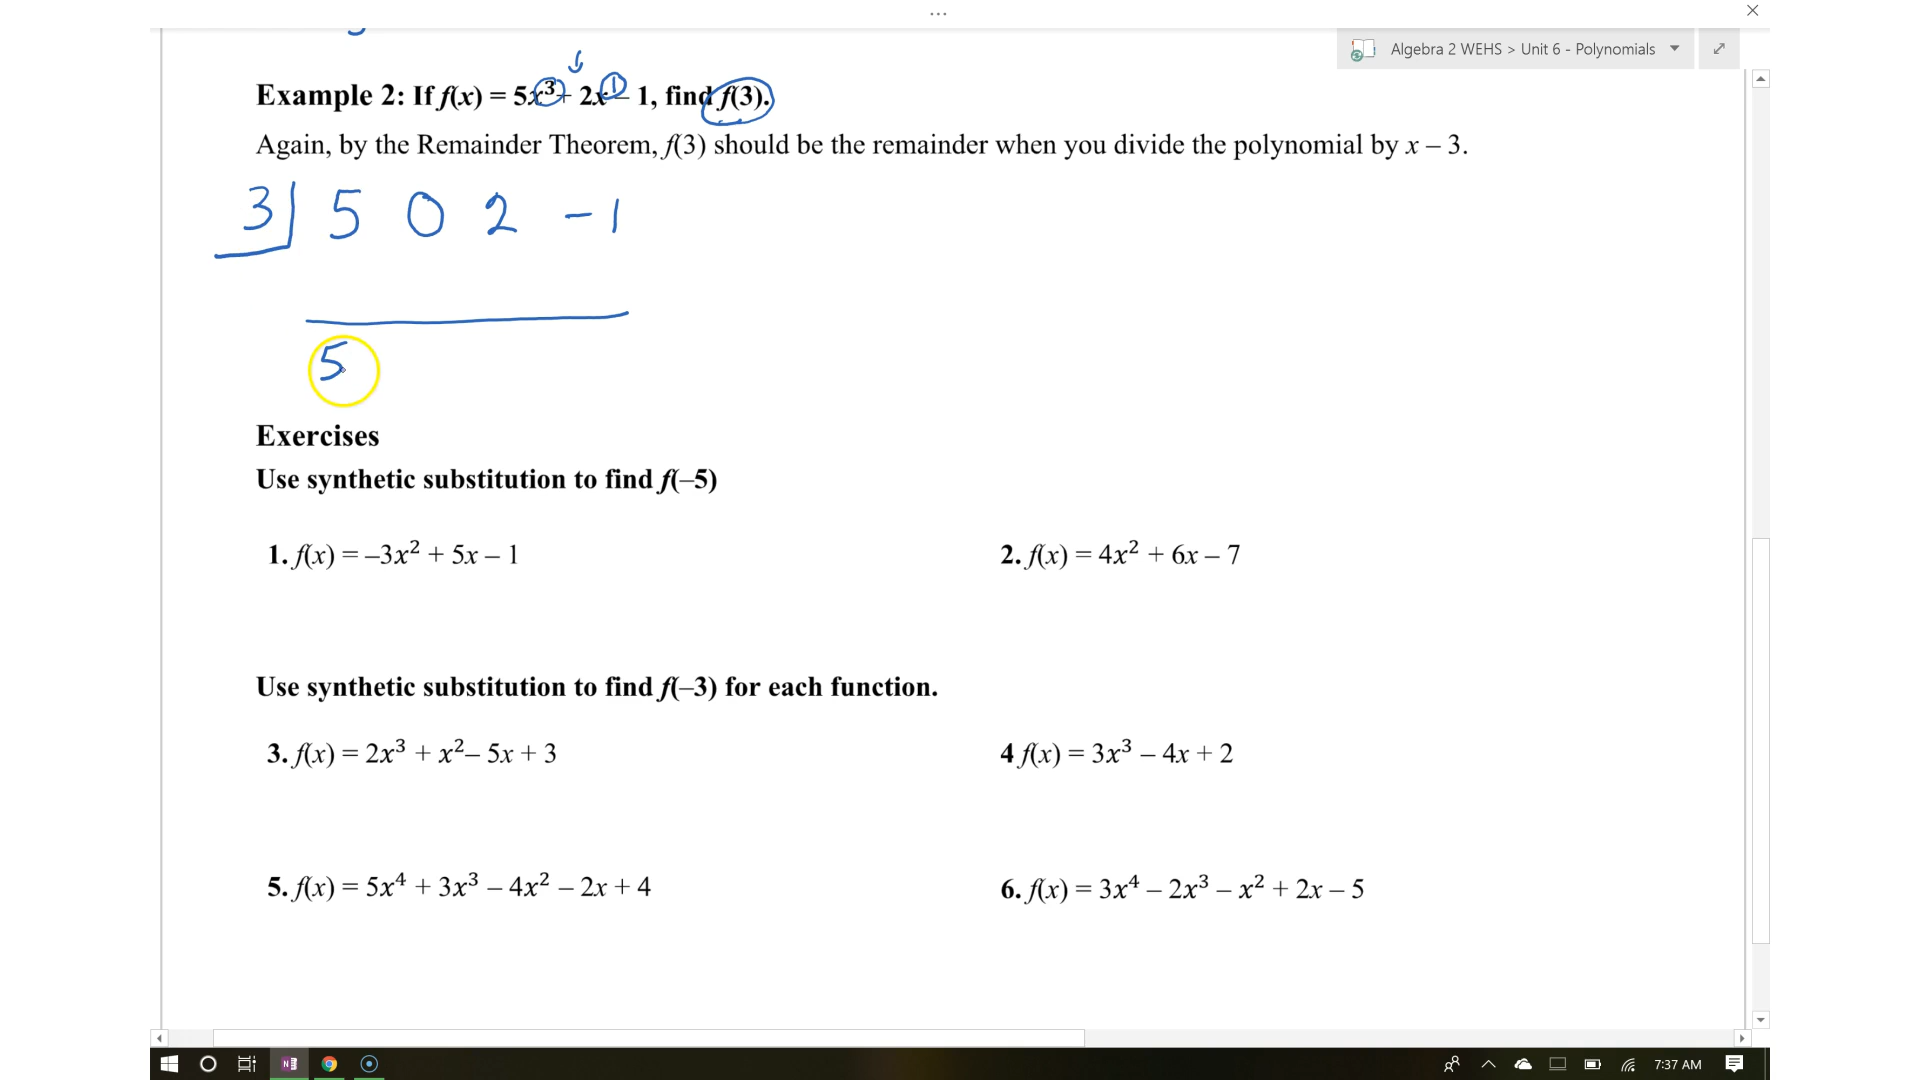 ...
Algebra 2 WEHS > Unit 6 - Polynomials
Example 2: If f(x) = 5x³ + 2x① – 1, find f(3).
Again, by the Remainder Theorem, f(3) should be the remainder when you divide the polynomial by x – 3.
3 5 0 2 -1
5
Exercises
Use synthetic substitution to find f(–5)
1. f(x) = –3x² + 5x – 1
2. f(x) = 4x² + 6x – 7
Use synthetic substitution to find f(–3) for each function.
3. f(x) = 2x³ + x²– 5x + 3
4 f(x) = 3x³ – 4x + 2
5. f(x) = 5x⁴ + 3x³ – 4x² – 2x + 4
6. f(x) = 3x⁴ – 2x³ – x² + 2x – 5
7:37 AM